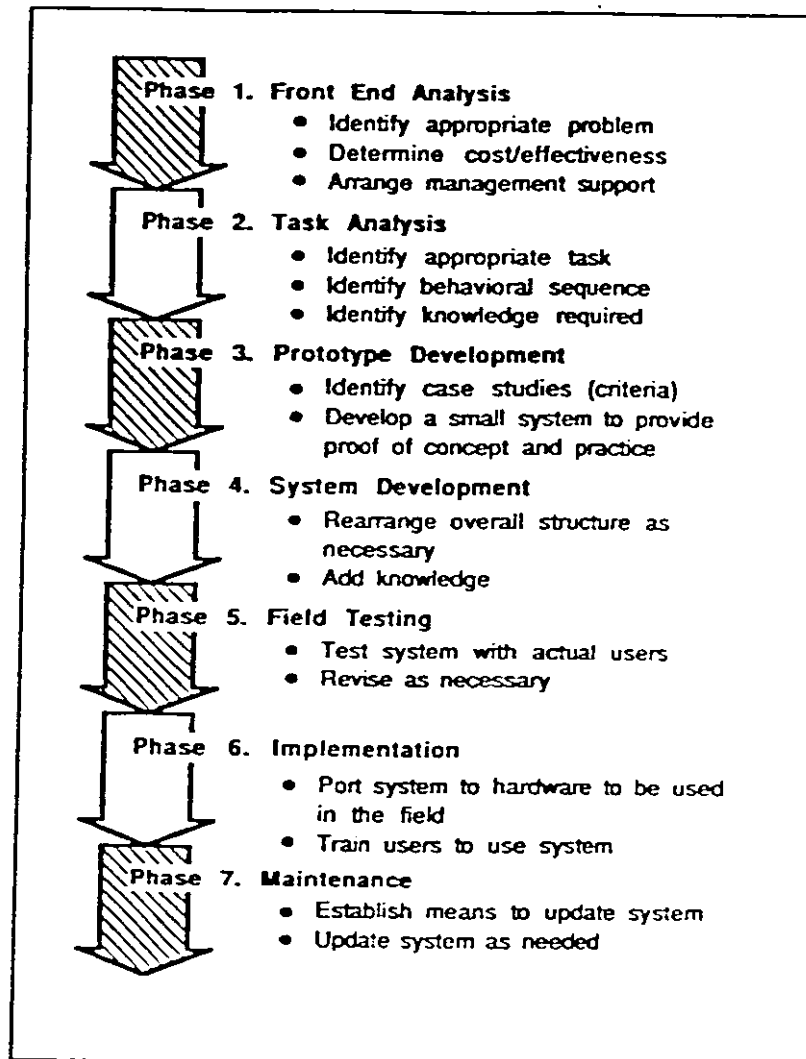 Phase 1. Front End Analysis
• Identify appropriate problem
• Determine cost/effectiveness
• Arrange management support
Phase 2. Task Analysis
• Identify appropriate task
• Identify behavioral sequence
• Identify knowledge required
Phase 3. Prototype Development
• Identify case studies (criteria)
• Develop a small system to provide
proof of concept and practice
Phase 4. System Development
• Rearrange overall structure as
necessary
• Add knowledge
Phase 5. Field Testing
• Test system with actual users
• Revise as necessary
Phase 6. Implementation
• Port system to hardware to be used
in the field
• Train users to use system
Phase 7. Maintenance
• Establish means to update system
• Update system as needed